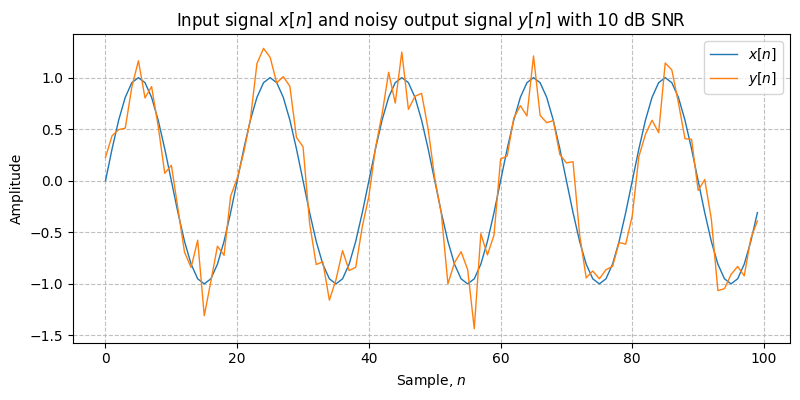 Input signal x[n] and noisy output signal y[n] with 10 dB SNR
x[n]
y[n]
Amplitude
1.0
0.5
0.0
−0.5
−1.0
−1.5
0 20 40 60 80 100
Sample, n